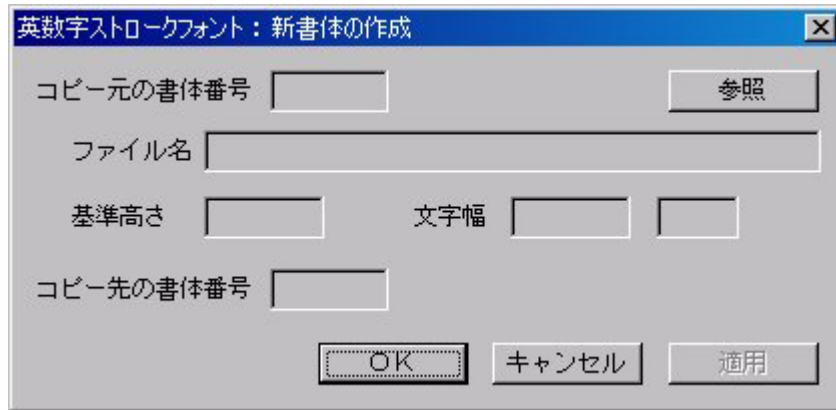 英数字ストロークフォント：新書体の作成
コピー元の書体番号 参照
ファイル名
基準高さ 文字幅
コピー先の書体番号
OK キャンセル 適用